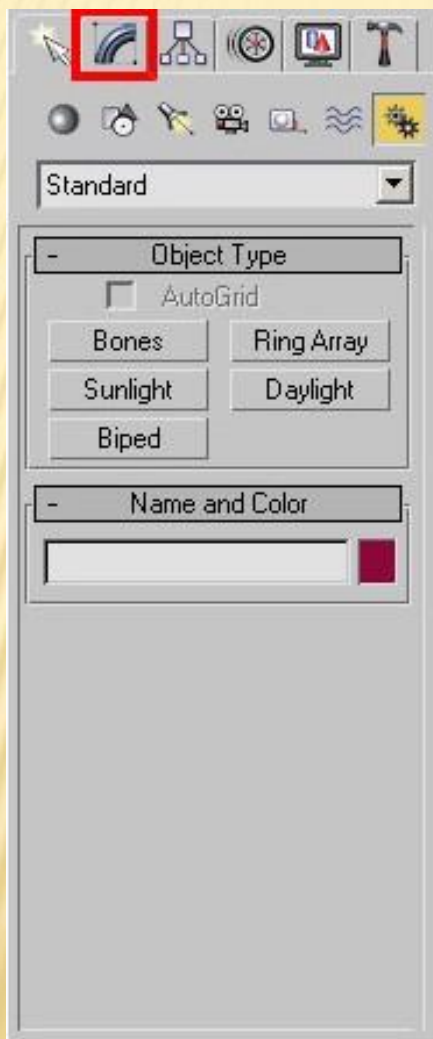 Standard
- Object Type
AutoGrid
Bones Ring Array
Sunlight Daylight
Biped
- Name and Color